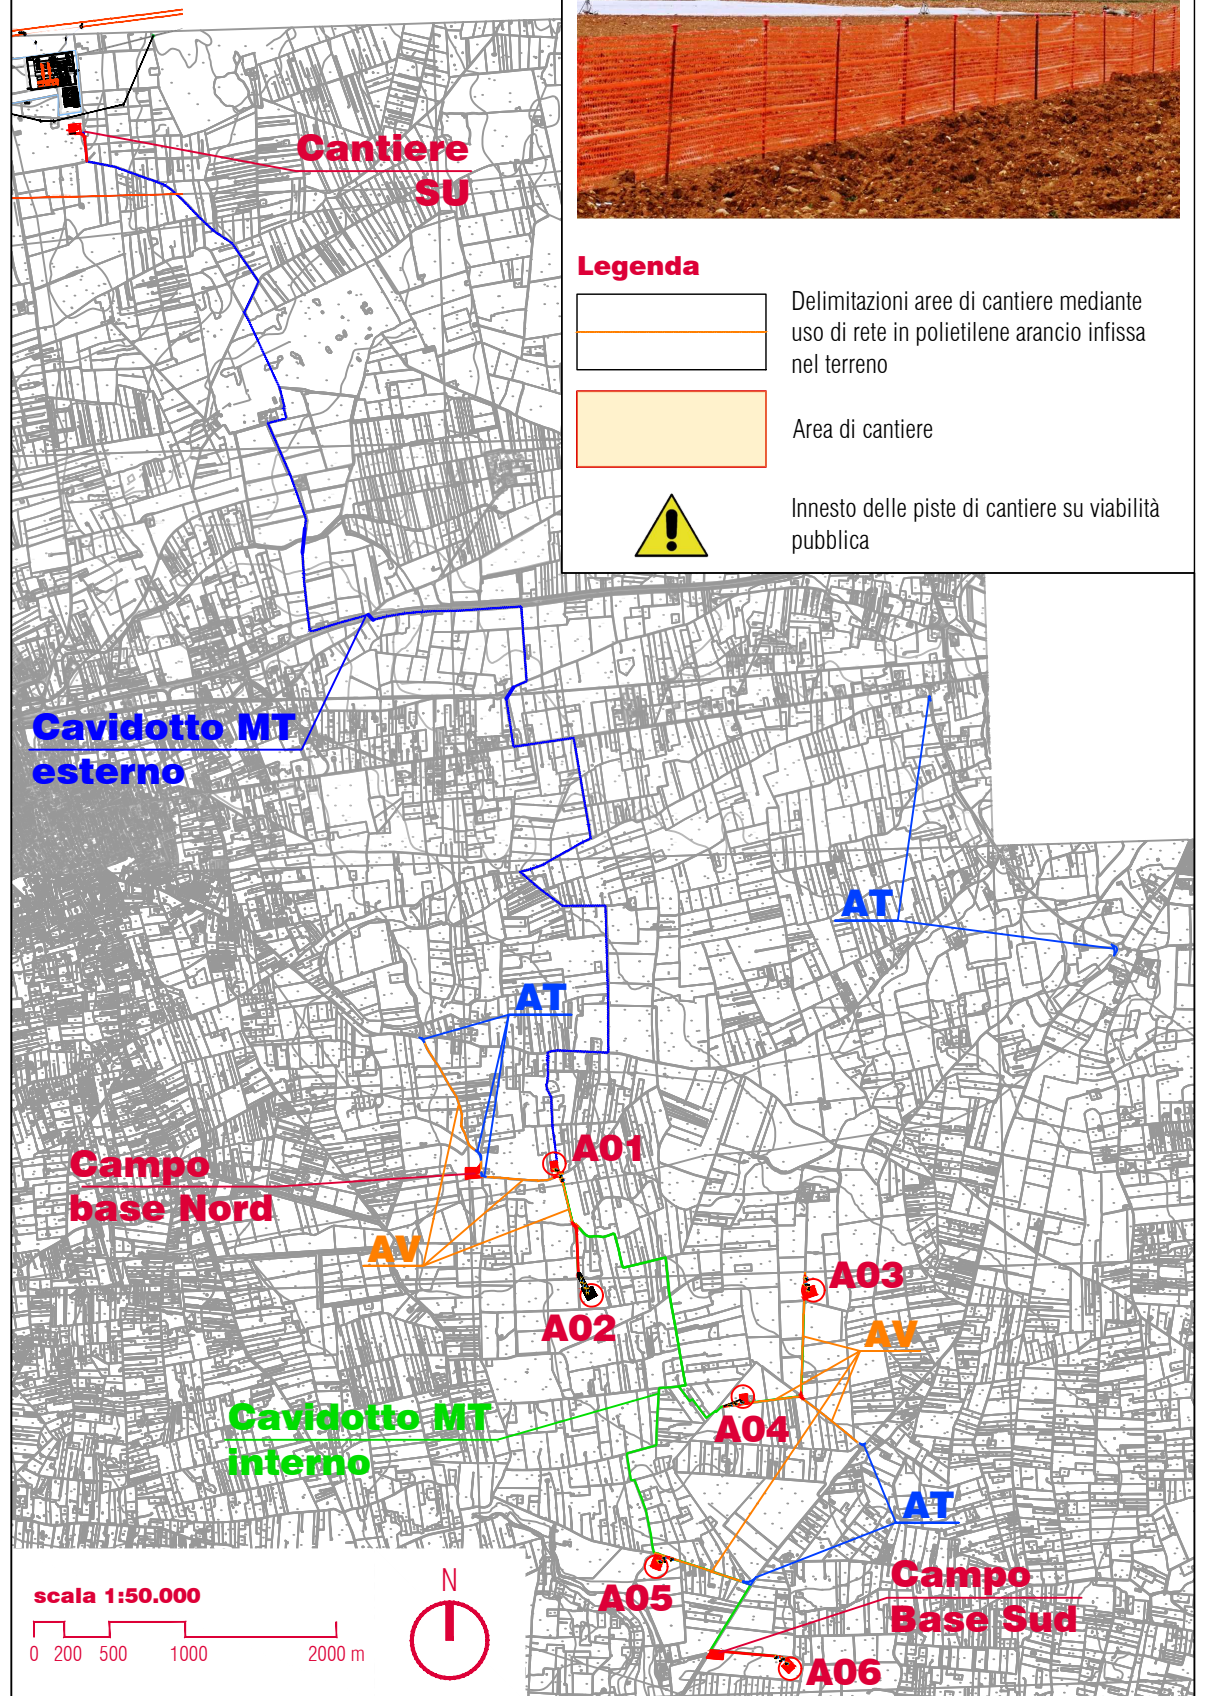 Cantiere
SU
Legenda
Delimitazioni aree di cantiere mediante
uso di rete in polietilene arancio infissa
nel terreno
Area di cantiere
Innesto delle piste di cantiere su viabilità
pubblica
Cavidotto MT
esterno
AT
AT
A01
Campo
base Nord
AV
A02
A03
AV
Cavidotto MT
interno
A04
AT
A05
Campo
Base Sud
A06
scala 1:50.000
0 200 500 1000 2000 m
N